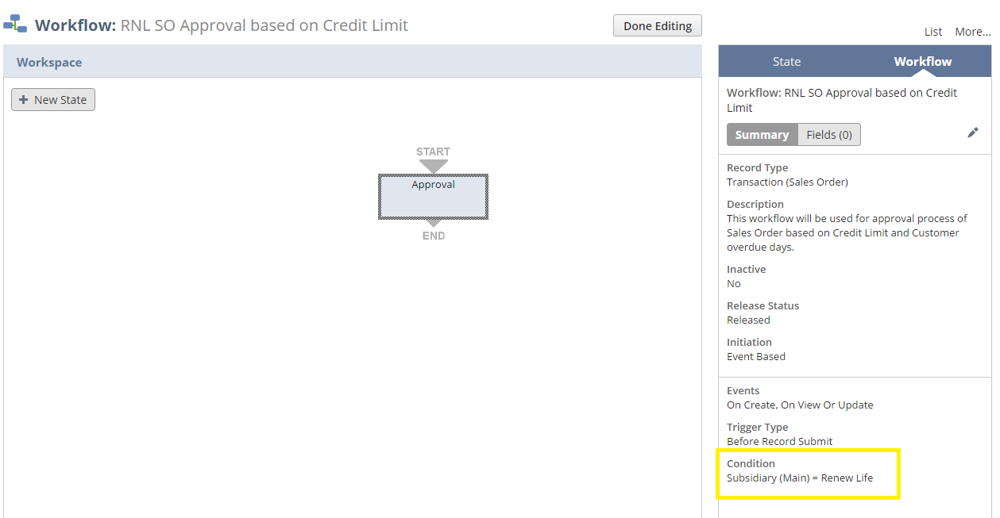 Workflow: RNL SO Approval based on Credit Limit
Done Editing
List More...
Workspace
New State
START
Approval
END
State Workflow
Workflow: RNL SO Approval based on Credit
Limit
Summary Fields (0)
Record Type
Transaction (Sales Order)
Description
This workflow will be used for approval process of
Sales Order based on Credit Limit and Customer
overdue days.
Inactive
No
Release Status
Released
Initiation
Event Based
Events
On Create, On View Or Update
Trigger Type
Before Record Submit
Condition
Subsidiary (Main) = Renew Life